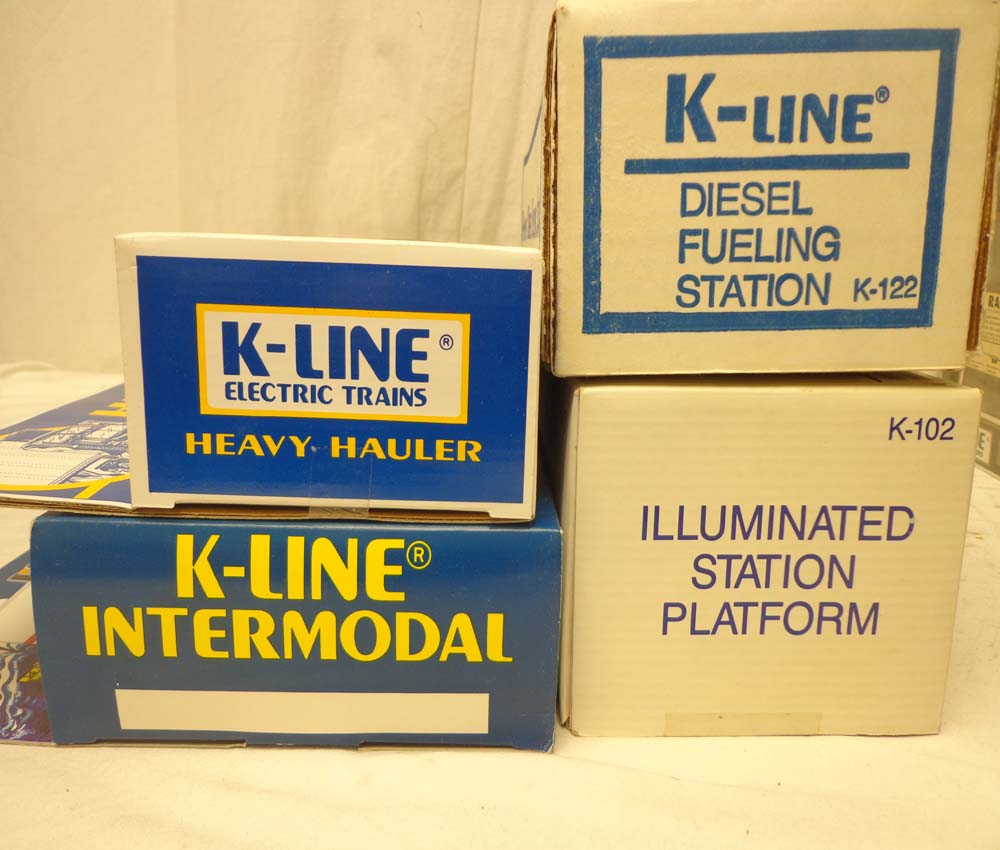 K-LINE®
DIESEL
FUELING
STATION K-122
K-LINE®
ELECTRIC TRAINS
HEAVY HAULER
K-102
ILLUMINATED
STATION
PLATFORM
K-LINE®
INTERMODAL